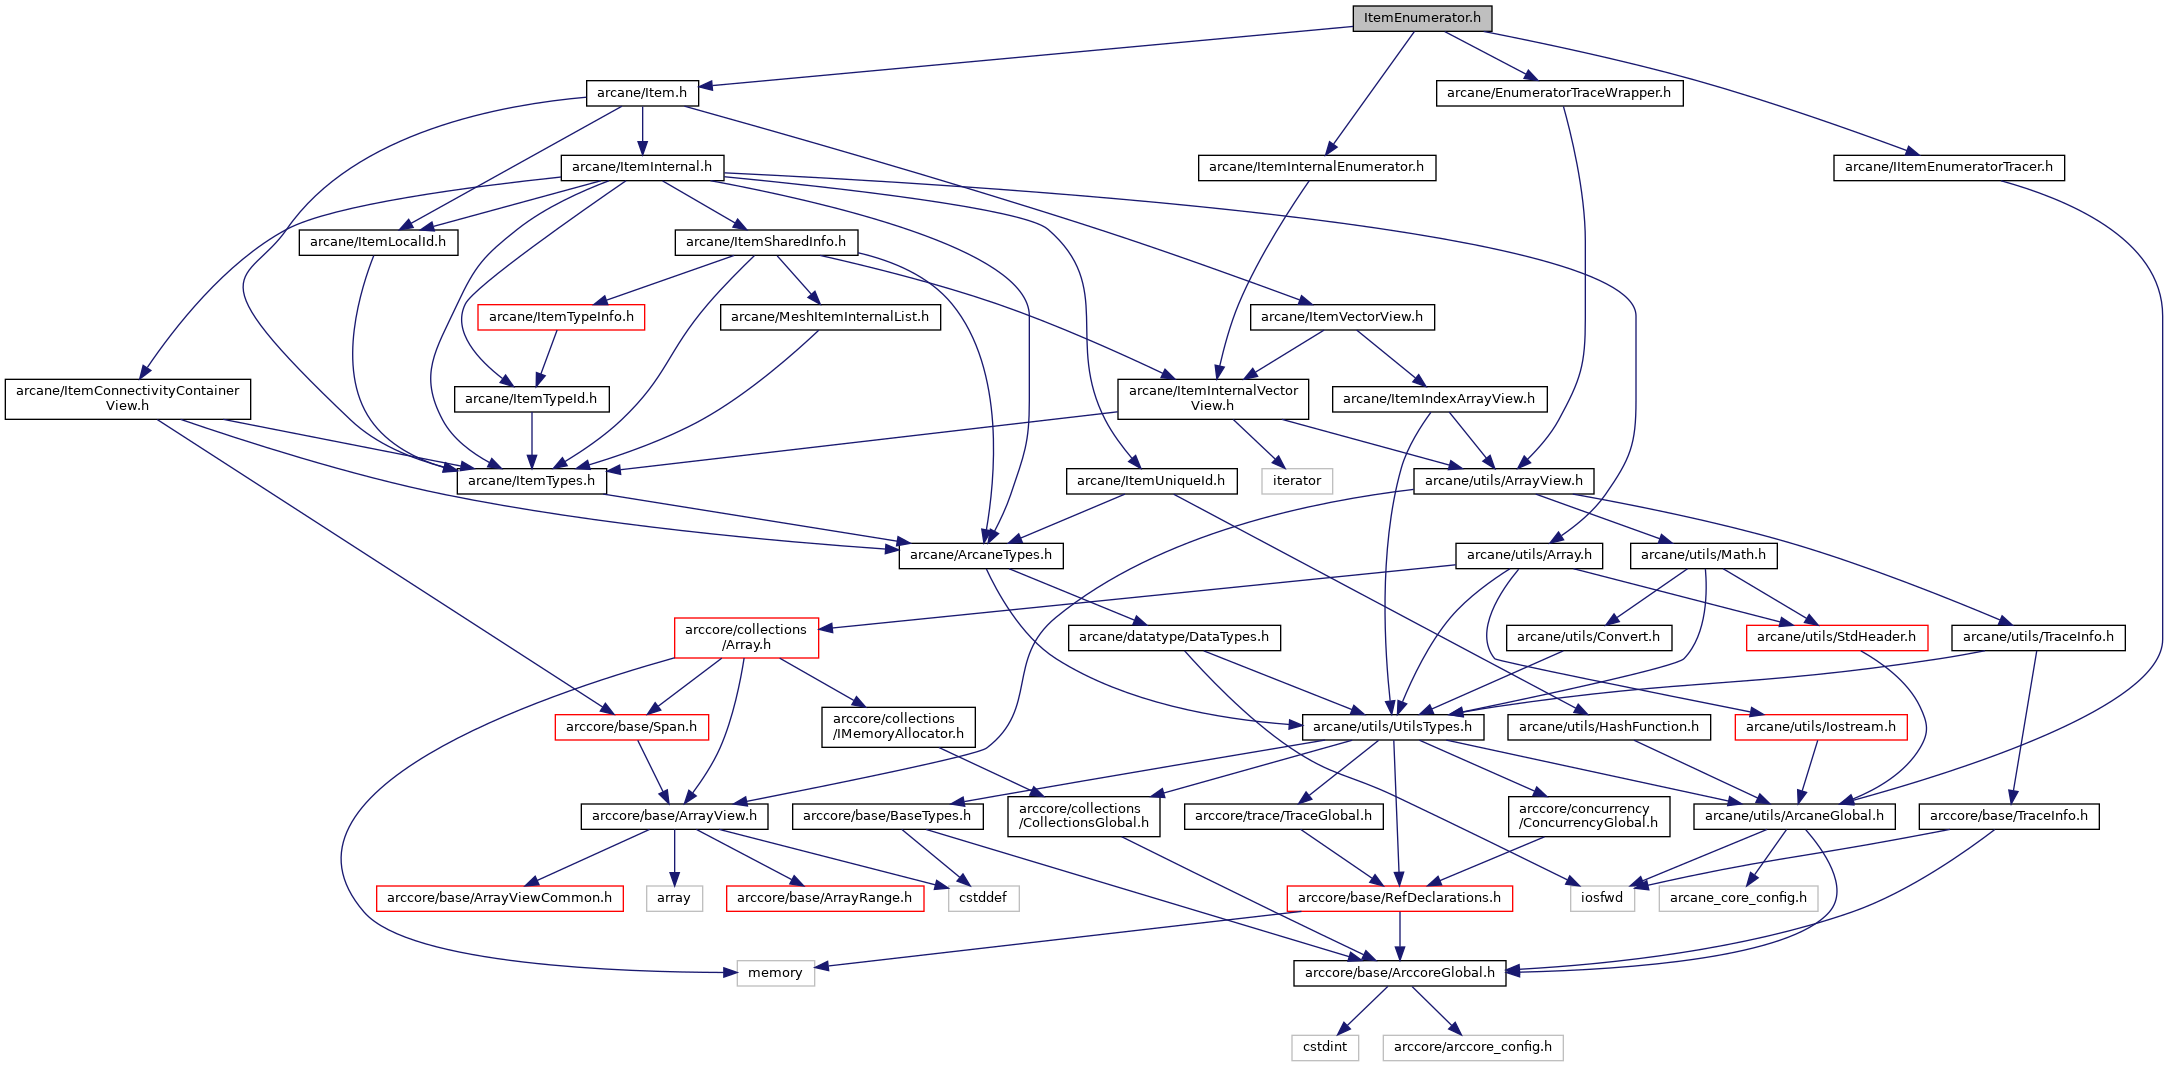 ItemEnumerator.h
arcane/Item.h
arcane/EnumeratorTraceWrapper.h
arcane/ItemInternal.h
arcane/ItemInternalEnumerator.h
arcane/IItemEnumeratorTracer.h
arcane/ItemLocalId.h
arcane/ItemSharedInfo.h
arcane/ItemTypeInfo.h
arcane/MeshItemInternalList.h
arcane/ItemVectorView.h
arcane/ItemConnectivityContainer
View.h
arcane/ItemTypeId.h
arcane/ItemInternalVector
View.h
arcane/ItemIndexArrayView.h
arcane/ItemTypes.h
arcane/ItemUniqueId.h
iterator
arcane/utils/ArrayView.h
arcane/ArcaneTypes.h
arcane/utils/Array.h
arcane/utils/Math.h
arccore/collections
/Array.h
arcane/datatype/DataTypes.h
arcane/utils/Convert.h
arcane/utils/StdHeader.h
arcane/utils/TraceInfo.h
arccore/base/Span.h
arccore/collections
/IMemoryAllocator.h
arcane/utils/UtilsTypes.h
arcane/utils/HashFunction.h
arcane/utils/Iostream.h
arccore/base/ArrayView.h
arccore/base/BaseTypes.h
arccore/collections
/CollectionsGlobal.h
arccore/trace/TraceGlobal.h
arccore/concurrency
/ConcurrencyGlobal.h
arcane/utils/ArcaneGlobal.h
arccore/base/TraceInfo.h
arccore/base/ArrayViewCommon.h
array
arccore/base/ArrayRange.h
cstddef
arccore/base/RefDeclarations.h
iosfwd
arcane_core_config.h
memory
arccore/base/ArccoreGlobal.h
cstdint
arccore/arccore_config.h